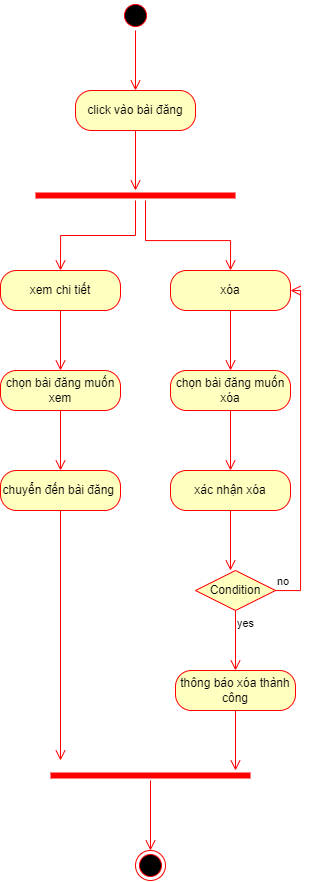 click vào bài đăng
xem chi tiết
xóa
chọn bài đăng muốn
xem
chọn bài đăng muốn
xóa
chuyển đến bài đăng
xác nhận xóa
Condition
no
yes
thông báo xóa thành
công